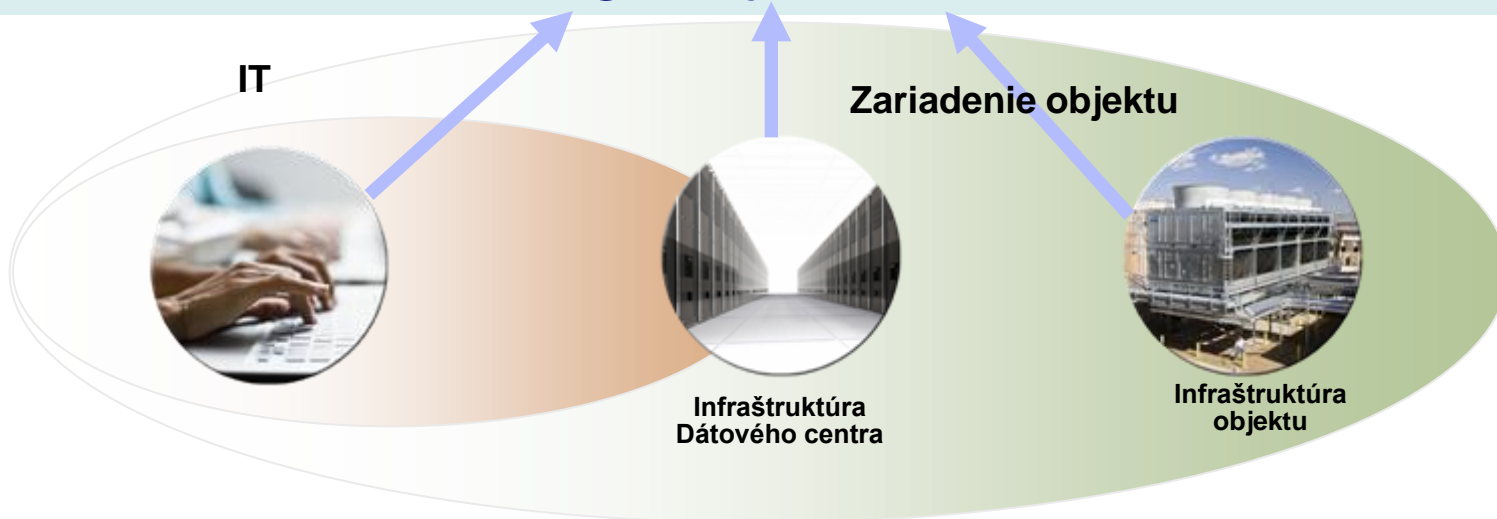 IT
Zariadenie objektu
Infraštruktúra
Dátového centra
Infraštruktúra
objektu